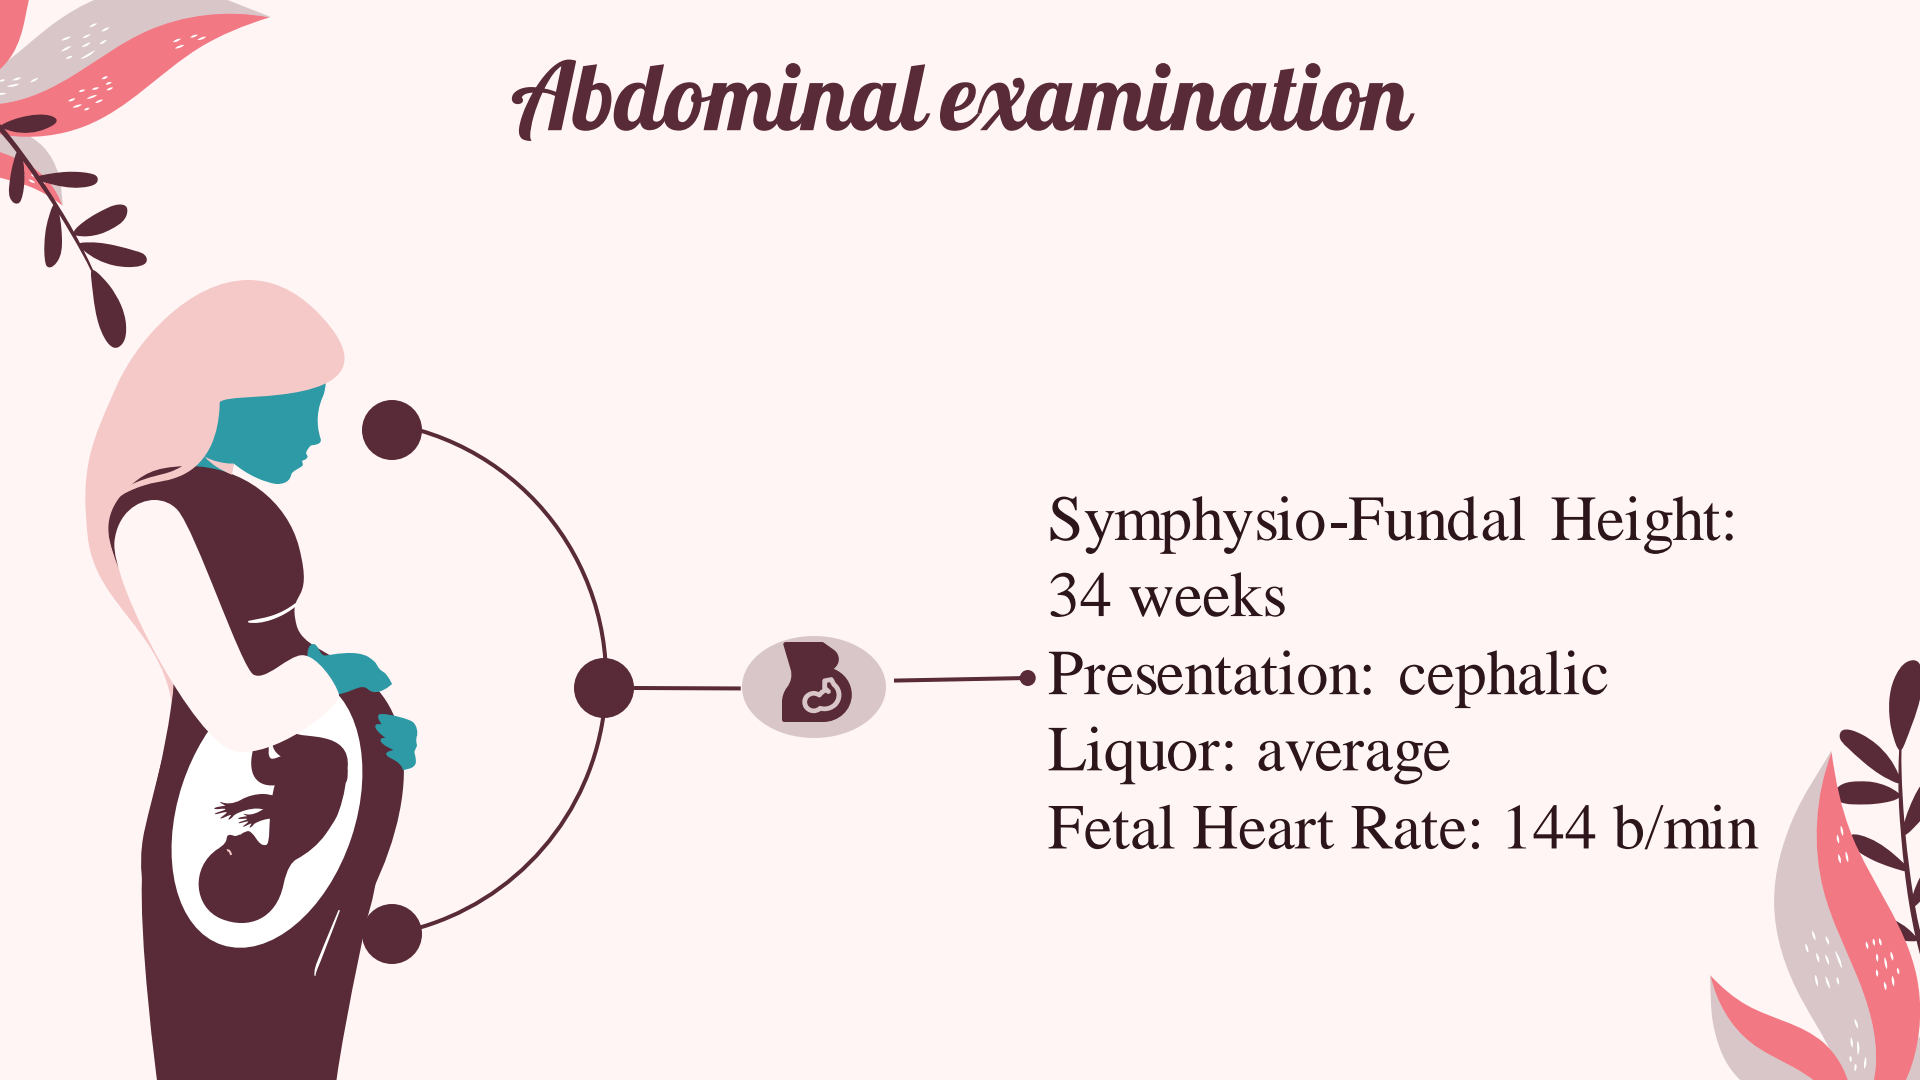 Abdominal examination
Symphysio-Fundal Height:
34 weeks
Presentation: cephalic
Liquor: average
Fetal Heart Rate: 144 b/min